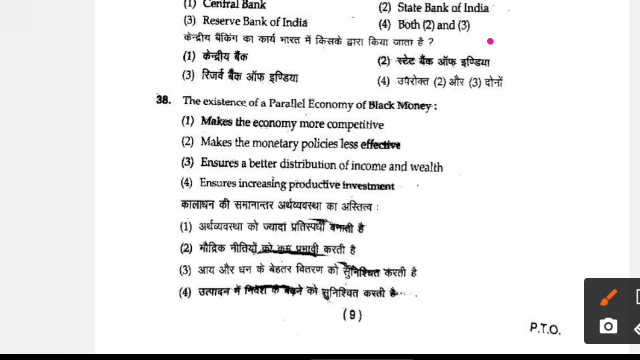 (1) Central Bank (2) State Bank of India
(3) Reserve Bank of India (4) Both (2) and (3)
केन्द्रीय बैंकिंग का कार्य भारत में किसके द्वारा किया जाता है ?
(1) केन्द्रीय बैंक (2) स्टेट बैंक ऑफ इण्डिया
(3) रिजर्व बैंक ऑफ इण्डिया (4) उपरोक्त (2) और (3) दोनों
38. The existence of a Parallel Economy of Black Money :
(1) Makes the economy more competitive
(2) Makes the monetary policies less effective
(3) Ensures a better distribution of income and wealth
(4) Ensures increasing productive investment
कालाधन की समानान्तर अर्थव्यवस्था का अस्तित्व :
(1) अर्थव्यवस्था को ज्यादा प्रतिस्पर्धी बनाती है
(2) मौद्रिक नीतियों को कम प्रभावी करती है
(3) आय और धन के बेहतर वितरण को सुनिश्चित करती है
(4) उत्पादन में निवेश के बढ़ने को सुनिश्चित करती है
(9)
P.T.O.